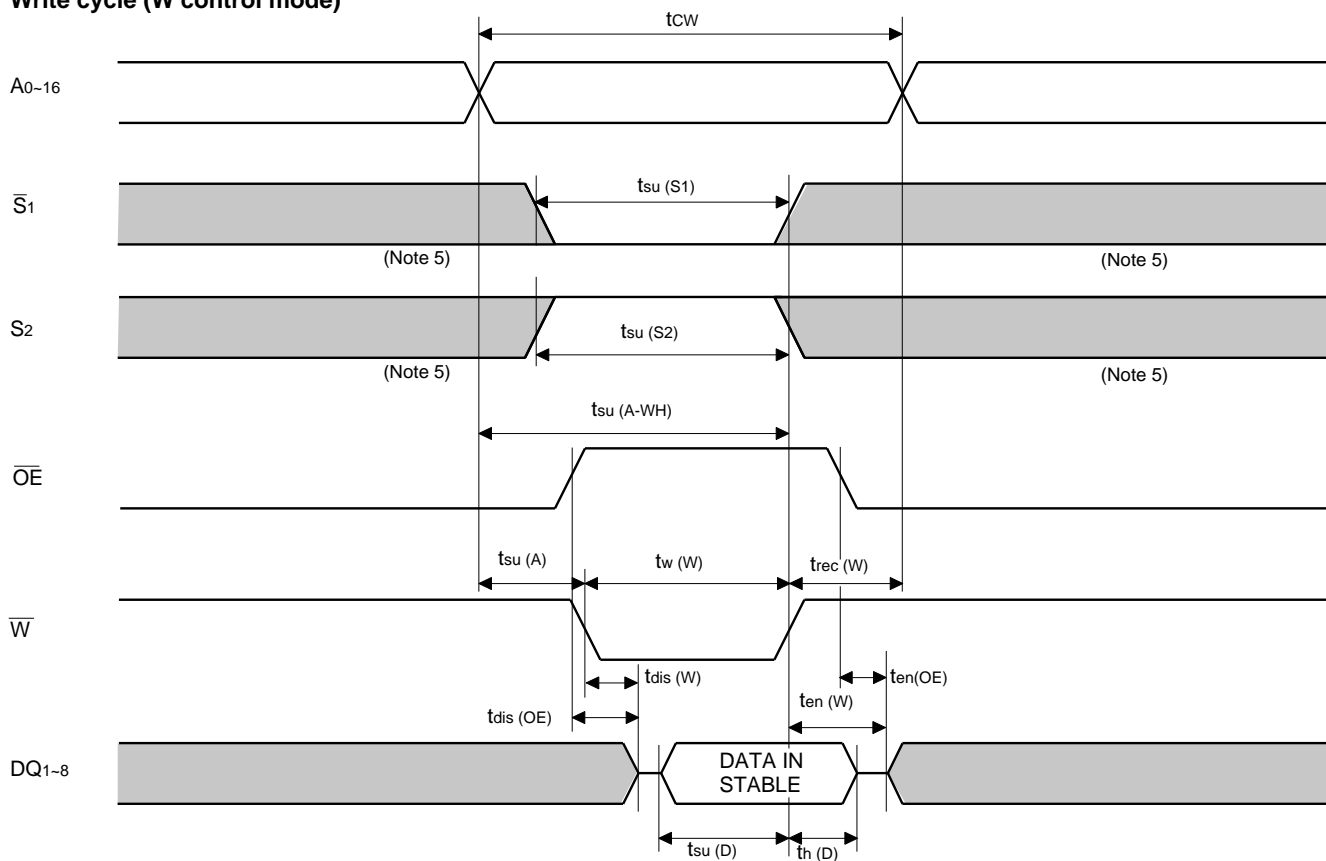 Write cycle (W control mode)
tCW
A0~16
S1
tsu (S1)
(Note 5)
(Note 5)
S2
tsu (S2)
(Note 5)
(Note 5)
tsu (A-WH)
OE
tsu (A)
tw (W)
trec (W)
W
tdis (W)
ten(OE)
tdis (OE)
ten (W)
DQ1~8
DATA IN
STABLE
tsu (D)
th (D)